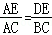 AE/AC = DE/BC